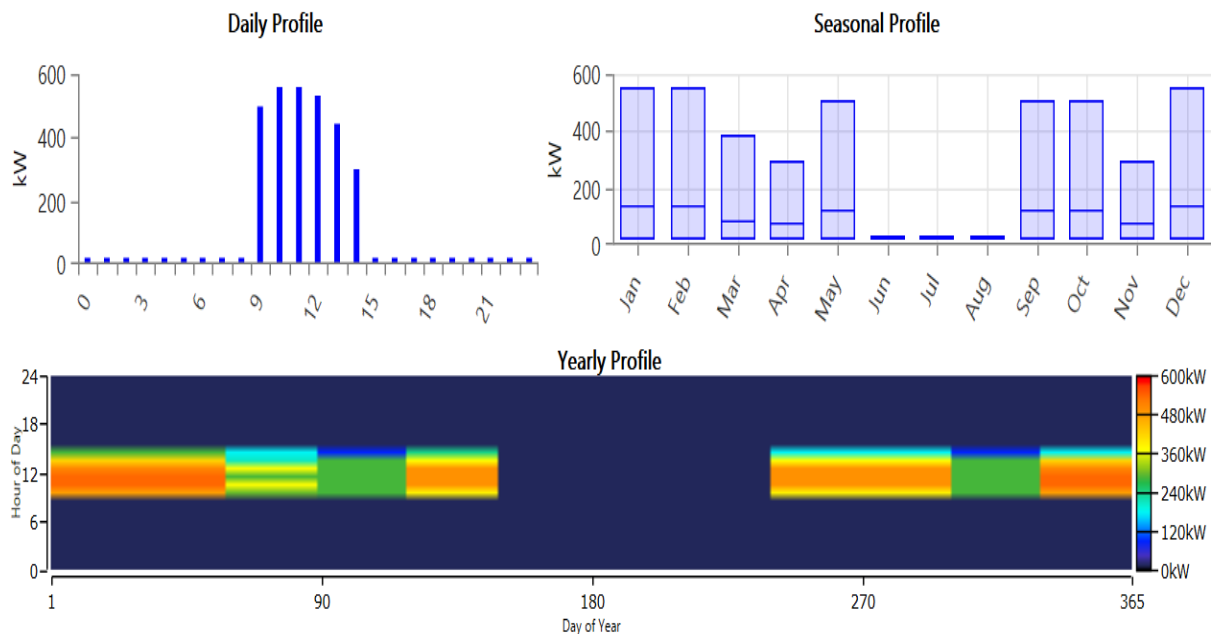 Daily Profile
Seasonal Profile
kW
600
400
200
0
0 3 6 9 12 15 18 21
kW
600
400
200
0
Jan Feb Mar Apr May Jun Jul Aug Sep Oct Nov Dec
Yearly Profile
Hour of Day
24
18
12
6
0
1 90 180 270 365
Day of Year
600kW
480kW
360kW
240kW
120kW
0kW